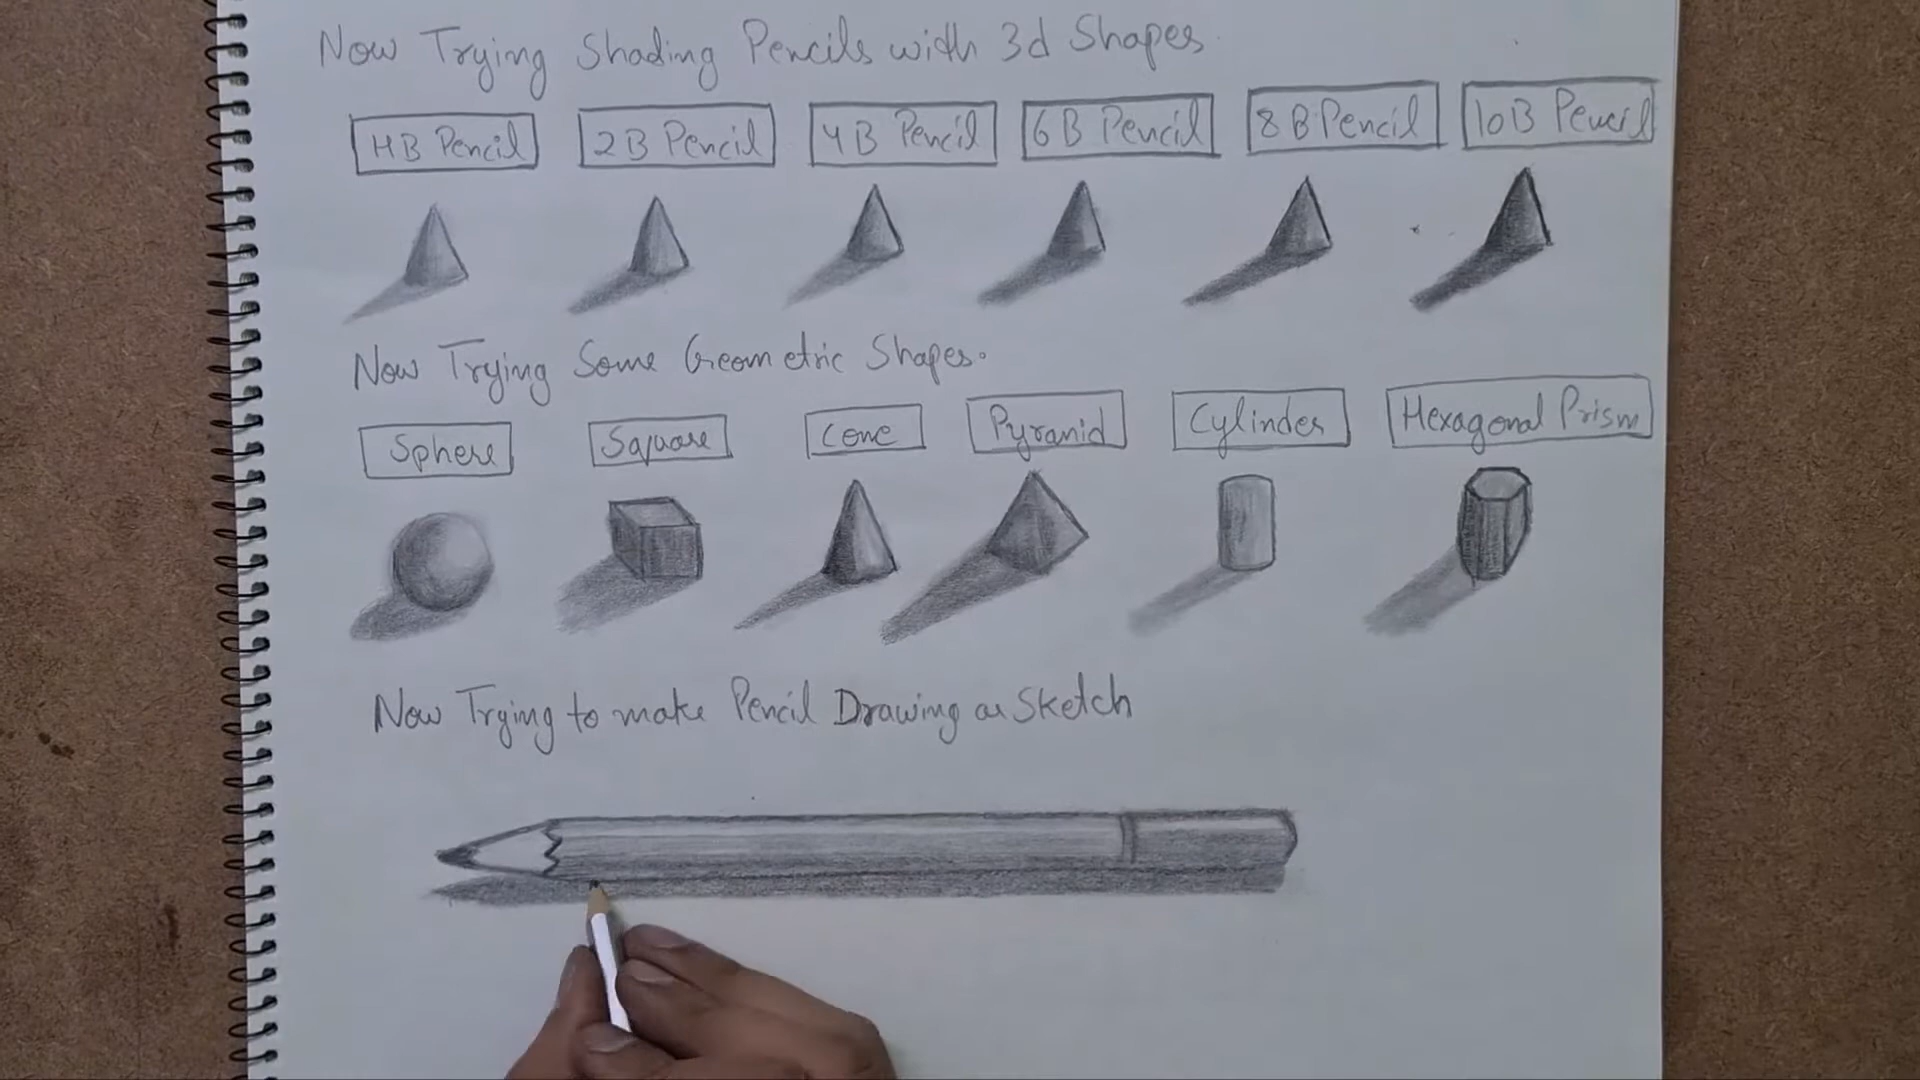 Now Trying Shading Pencils with 3d Shapes
HB Pencil 2B Pencil 4B Pencil 6B Pencil 8B Pencil 10B Pencil
Now Trying Some Geometric Shapes.
Sphere Square Cone Pyramid Cylinder Hexagonal Prism
Now Trying to make Pencil Drawing as Sketch